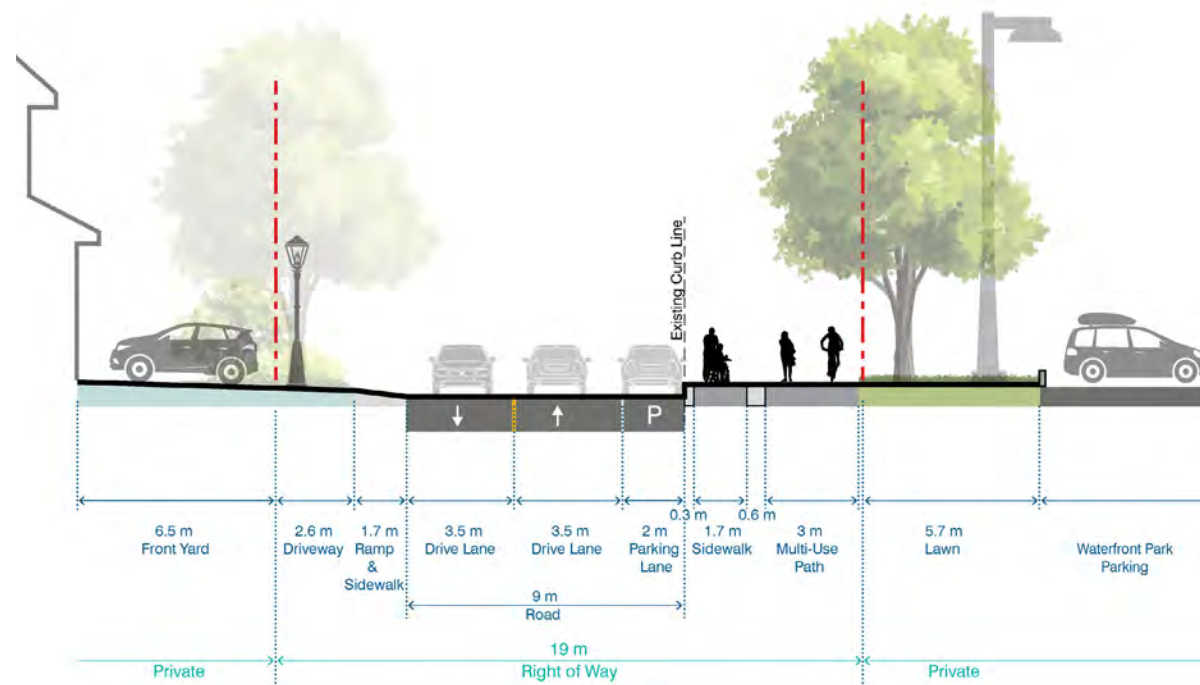 Existing Curb Line
↓
↑
P
6.5 m
Front Yard
2.6 m
Driveway
1.7 m
Ramp
&
Sidewalk
3.5 m
Drive Lane
3.5 m
Drive Lane
2 m
Parking
Lane
0.3 m
1.7 m
Sidewalk
0.6 m
3 m
Multi-Use
Path
5.7 m
Lawn
Waterfront Park
Parking
9 m
Road
Private
19 m
Right of Way
Private